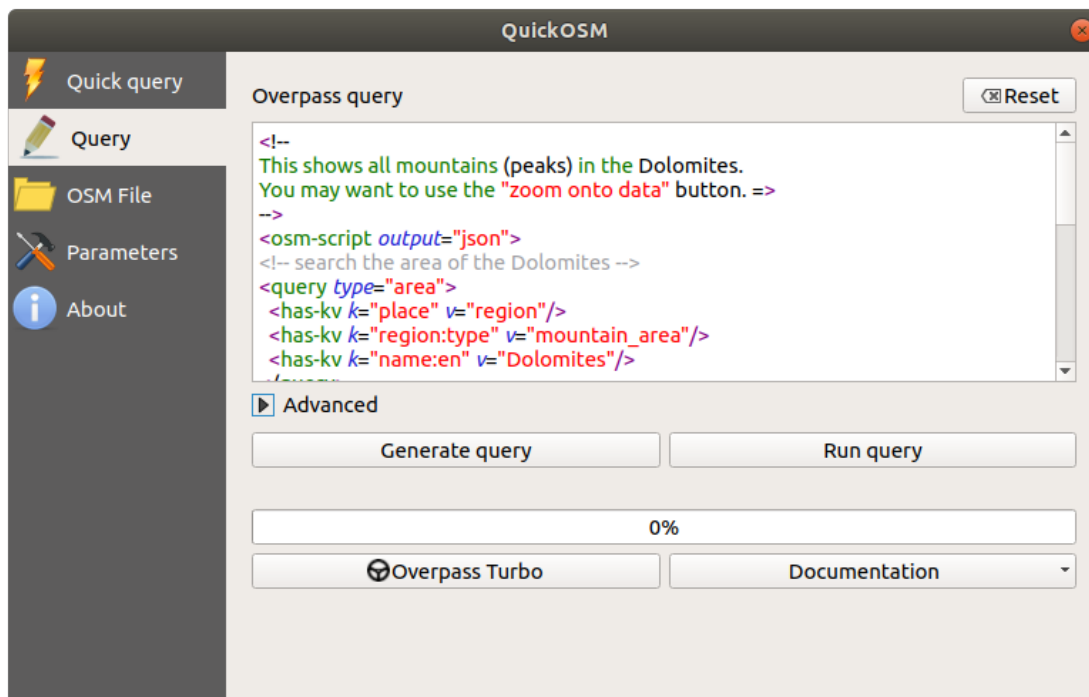 QuickOSM
Quick query
Query
OSM File
Parameters
About
Overpass query
Reset
<!--
This shows all mountains (peaks) in the Dolomites.
You may want to use the "zoom onto data" button. =>
-->
<osm-script output="json">
<!-- search the area of the Dolomites -->
<query type="area">
<has-kv k="place" v="region"/>
<has-kv k="region:type" v="mountain_area"/>
<has-kv k="name:en" v="Dolomites"/>
Advanced
Generate query
Run query
0%
Overpass Turbo
Documentation